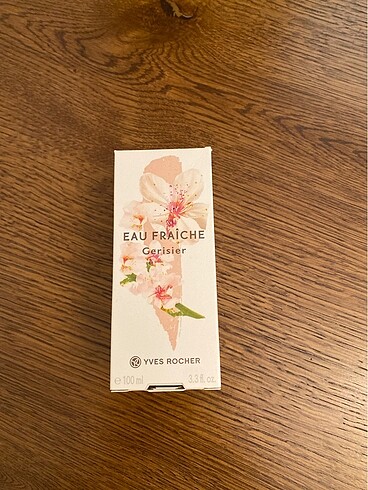 EAU FRAÎCHE
Cerisier
YVES ROCHER
℮ 100 ml 3.3 fl. oz.